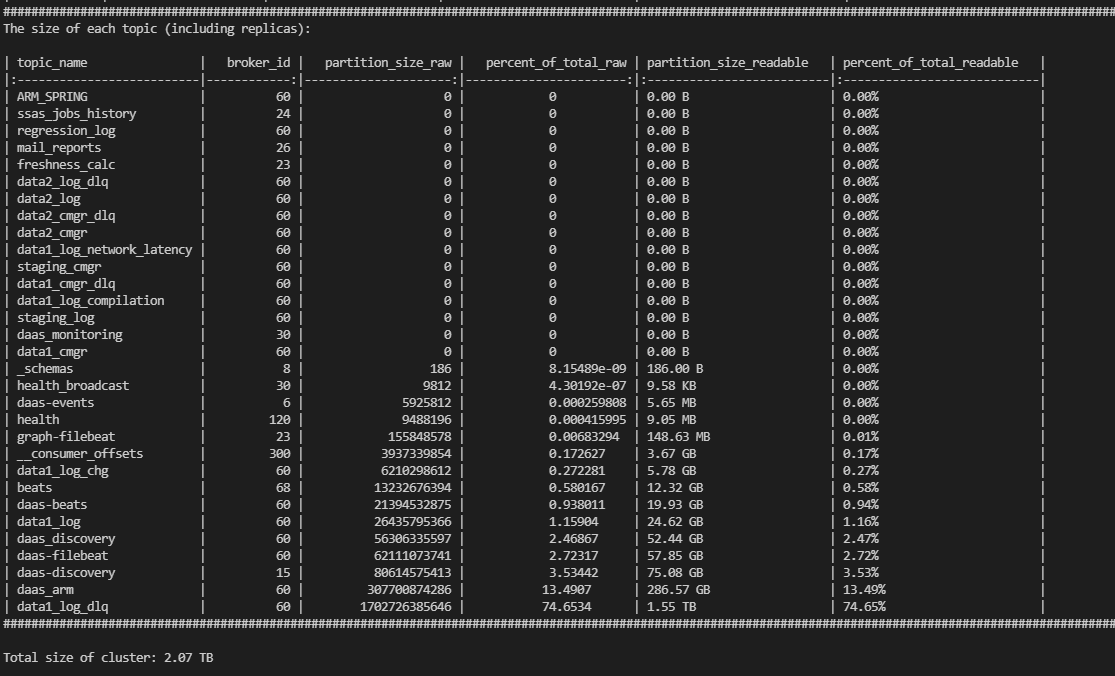 ################################################################################################################################################################
The size of each topic (including replicas):
| topic_name                | broker_id | partition_size_raw | percent_of_total_raw | partition_size_readable | percent_of_total_readable |
|:--------------------------|----------:|-------------------:|---------------------:|:------------------------|:--------------------------|
| ARM_SPRING | 60 | 0 | 0 | 0.00 B | 0.00% |
| ssas_jobs_history | 24 | 0 | 0 | 0.00 B | 0.00% |
| regression_log | 60 | 0 | 0 | 0.00 B | 0.00% |
| mail_reports | 26 | 0 | 0 | 0.00 B | 0.00% |
| freshness_calc | 23 | 0 | 0 | 0.00 B | 0.00% |
| data2_log_dlq | 60 | 0 | 0 | 0.00 B | 0.00% |
| data2_log | 60 | 0 | 0 | 0.00 B | 0.00% |
| data2_cmgr_dlq | 60 | 0 | 0 | 0.00 B | 0.00% |
| data2_cmgr | 60 | 0 | 0 | 0.00 B | 0.00% |
| data1_log_network_latency | 60 | 0 | 0 | 0.00 B | 0.00% |
| staging_cmgr | 60 | 0 | 0 | 0.00 B | 0.00% |
| data1_cmgr_dlq | 60 | 0 | 0 | 0.00 B | 0.00% |
| data1_log_compilation | 60 | 0 | 0 | 0.00 B | 0.00% |
| staging_log | 60 | 0 | 0 | 0.00 B | 0.00% |
| daas_monitoring | 30 | 0 | 0 | 0.00 B | 0.00% |
| data1_cmgr | 60 | 0 | 0 | 0.00 B | 0.00% |
| _schemas | 8 | 186 | 8.15489e-09 | 186.00 B | 0.00% |
| health_broadcast | 30 | 9812 | 4.30192e-07 | 9.58 KB | 0.00% |
| daas-events | 6 | 5925812 | 0.000259808 | 5.65 MB | 0.00% |
| health | 120 | 9488196 | 0.000415995 | 9.05 MB | 0.00% |
| graph-filebeat | 23 | 155848578 | 0.00683294 | 148.63 MB | 0.01% |
| __consumer_offsets | 300 | 3937339854 | 0.172627 | 3.67 GB | 0.17% |
| data1_log_chg | 60 | 6210298612 | 0.272281 | 5.78 GB | 0.27% |
| beats | 68 | 13232676394 | 0.580167 | 12.32 GB | 0.58% |
| daas-beats | 60 | 21394532875 | 0.938011 | 19.93 GB | 0.94% |
| data1_log | 60 | 26435795366 | 1.15904 | 24.62 GB | 1.16% |
| daas_discovery | 60 | 56306335597 | 2.46867 | 52.44 GB | 2.47% |
| daas-filebeat | 60 | 62111073741 | 2.72317 | 57.85 GB | 2.72% |
| daas-discovery | 15 | 80614575413 | 3.53442 | 75.08 GB | 3.53% |
| daas_arm | 60 | 307700874286 | 13.4907 | 286.57 GB | 13.49% |
| data1_log_dlq | 60 | 1702726385646 | 74.6534 | 1.55 TB | 74.65% |
################################################################################################################################################################
Total size of cluster: 2.07 TB